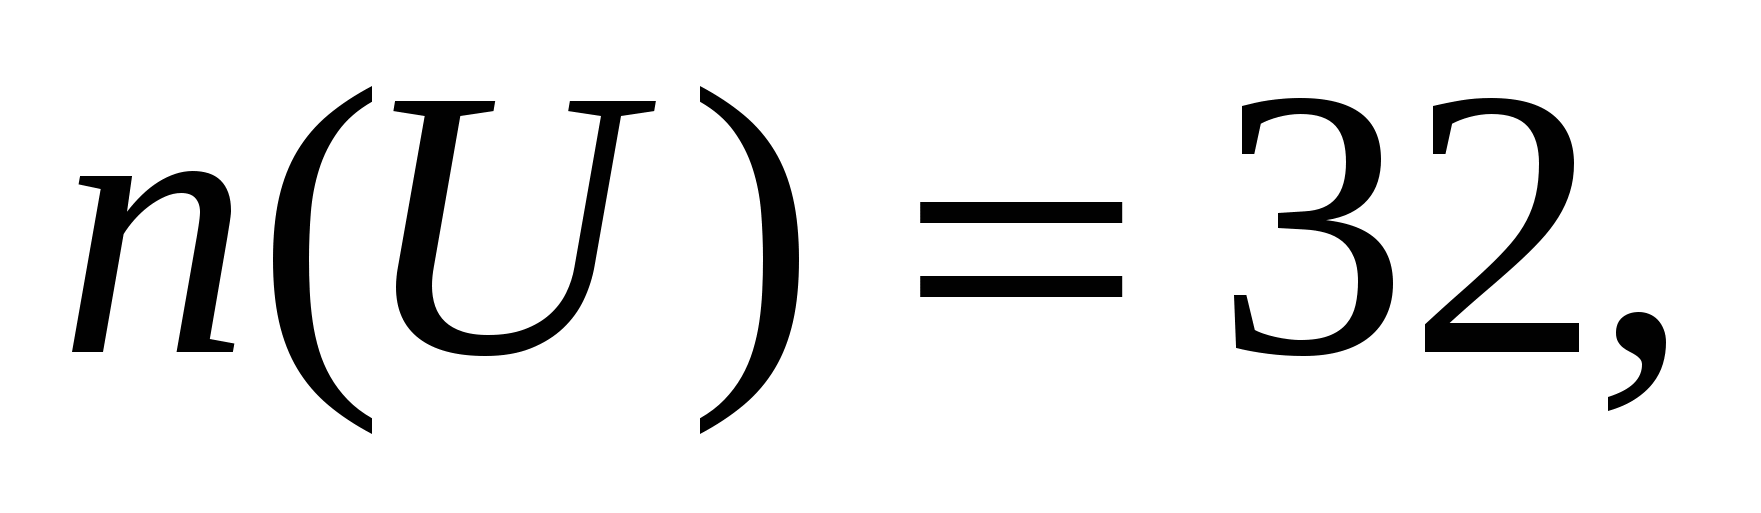 n(U) = 32,